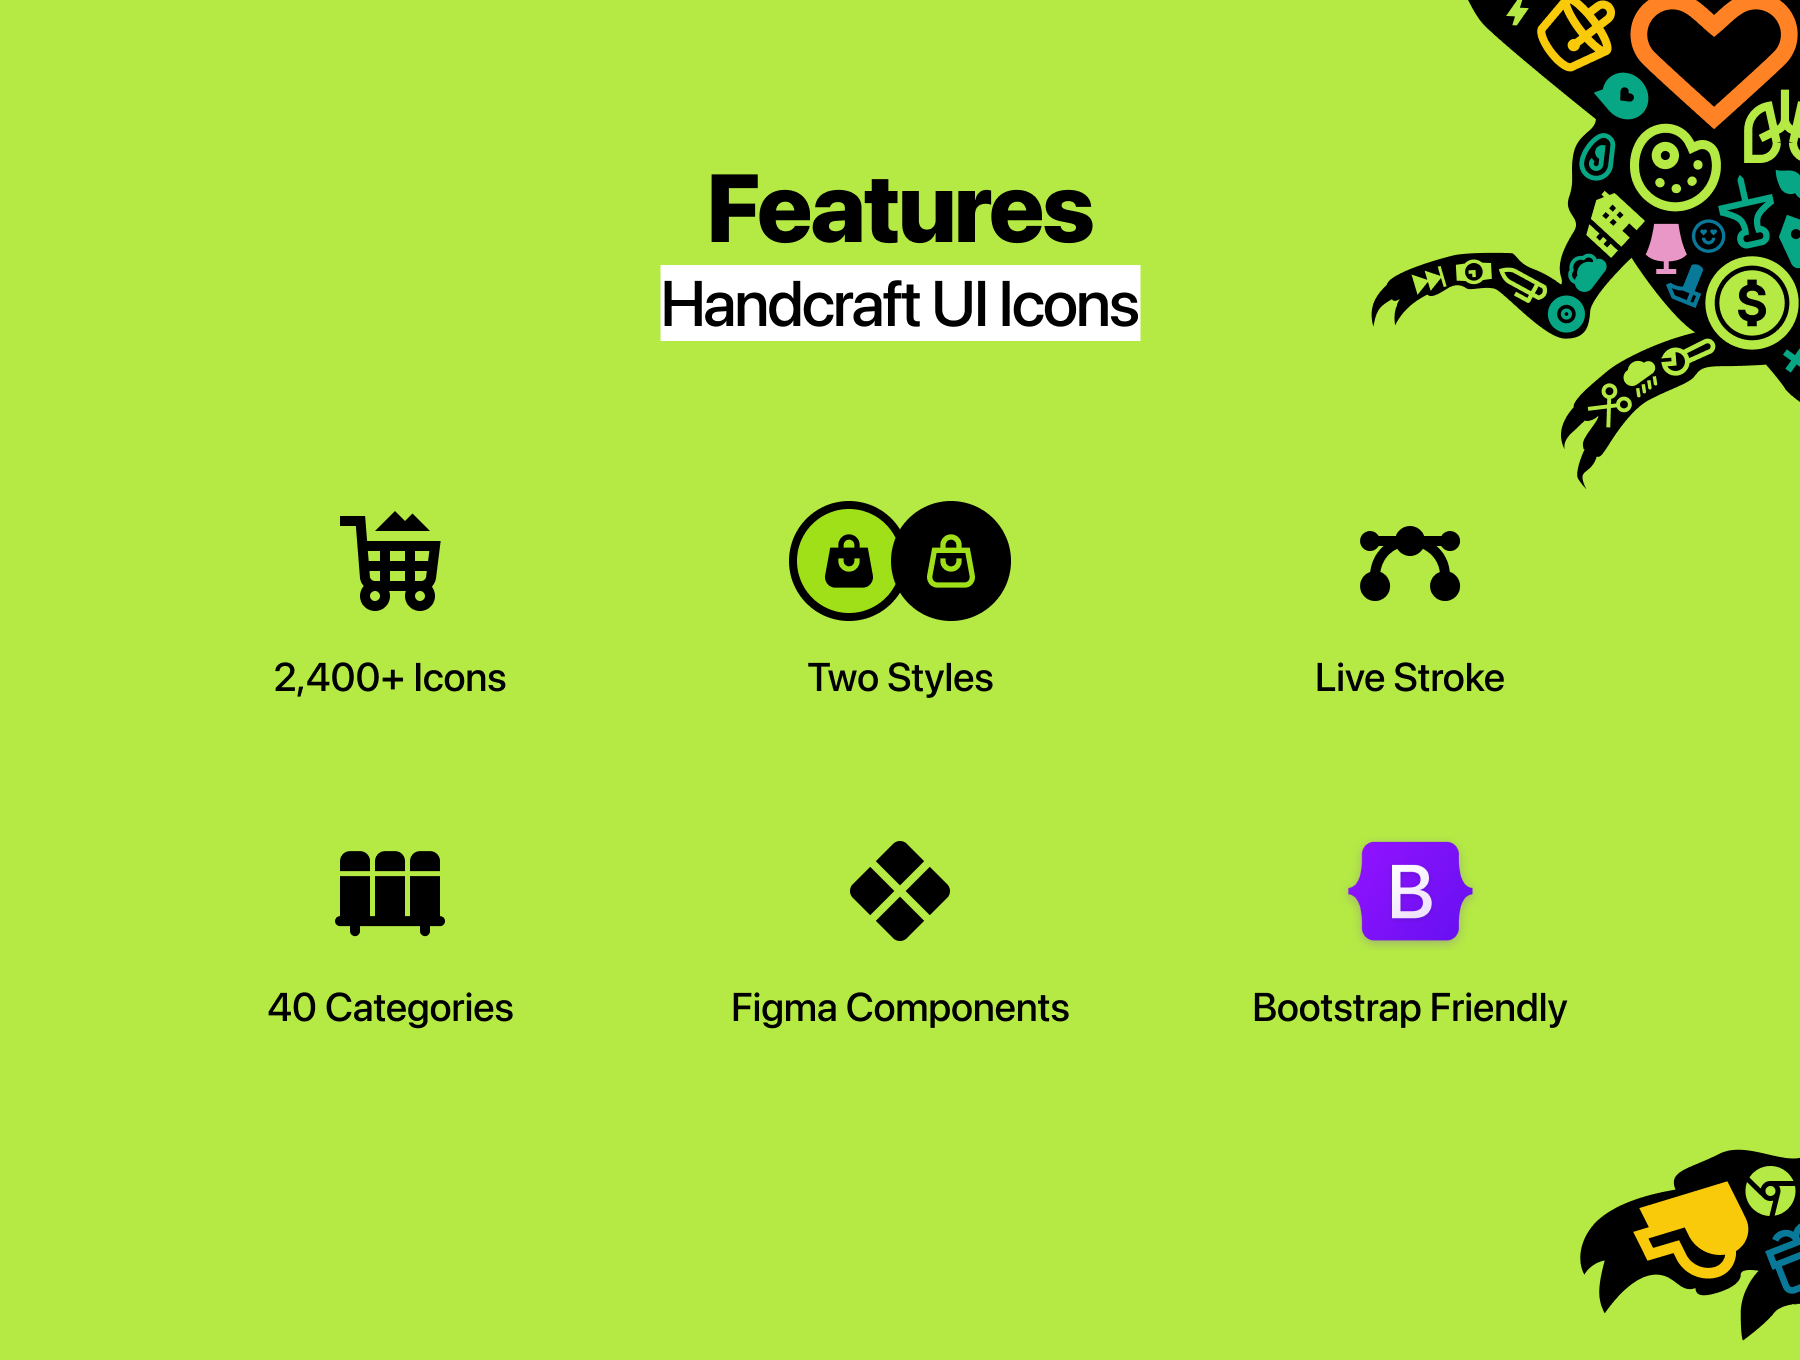 Features
Handcraft UI Icons
2,400+ Icons
Two Styles
Live Stroke
$
B
40 Categories
Figma Components
Bootstrap Friendly